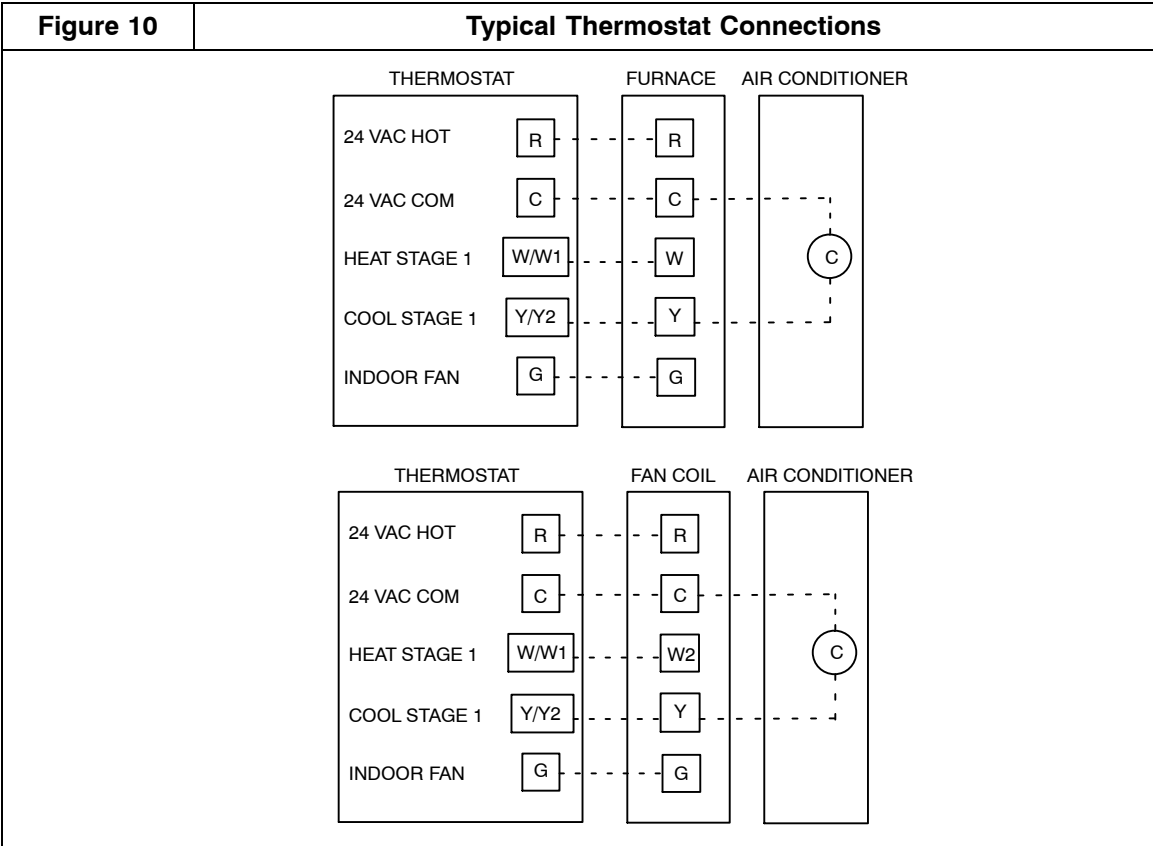 Figure 10 Typical Thermostat Connections
THERMOSTAT FURNACE AIR CONDITIONER
24 VAC HOT R R
24 VAC COM C C
HEAT STAGE 1 W/W1 W C
COOL STAGE 1 Y/Y2 Y
INDOOR FAN G G
THERMOSTAT FAN COIL AIR CONDITIONER
24 VAC HOT R R
24 VAC COM C C
HEAT STAGE 1 W/W1 W2 C
COOL STAGE 1 Y/Y2 Y
INDOOR FAN G G